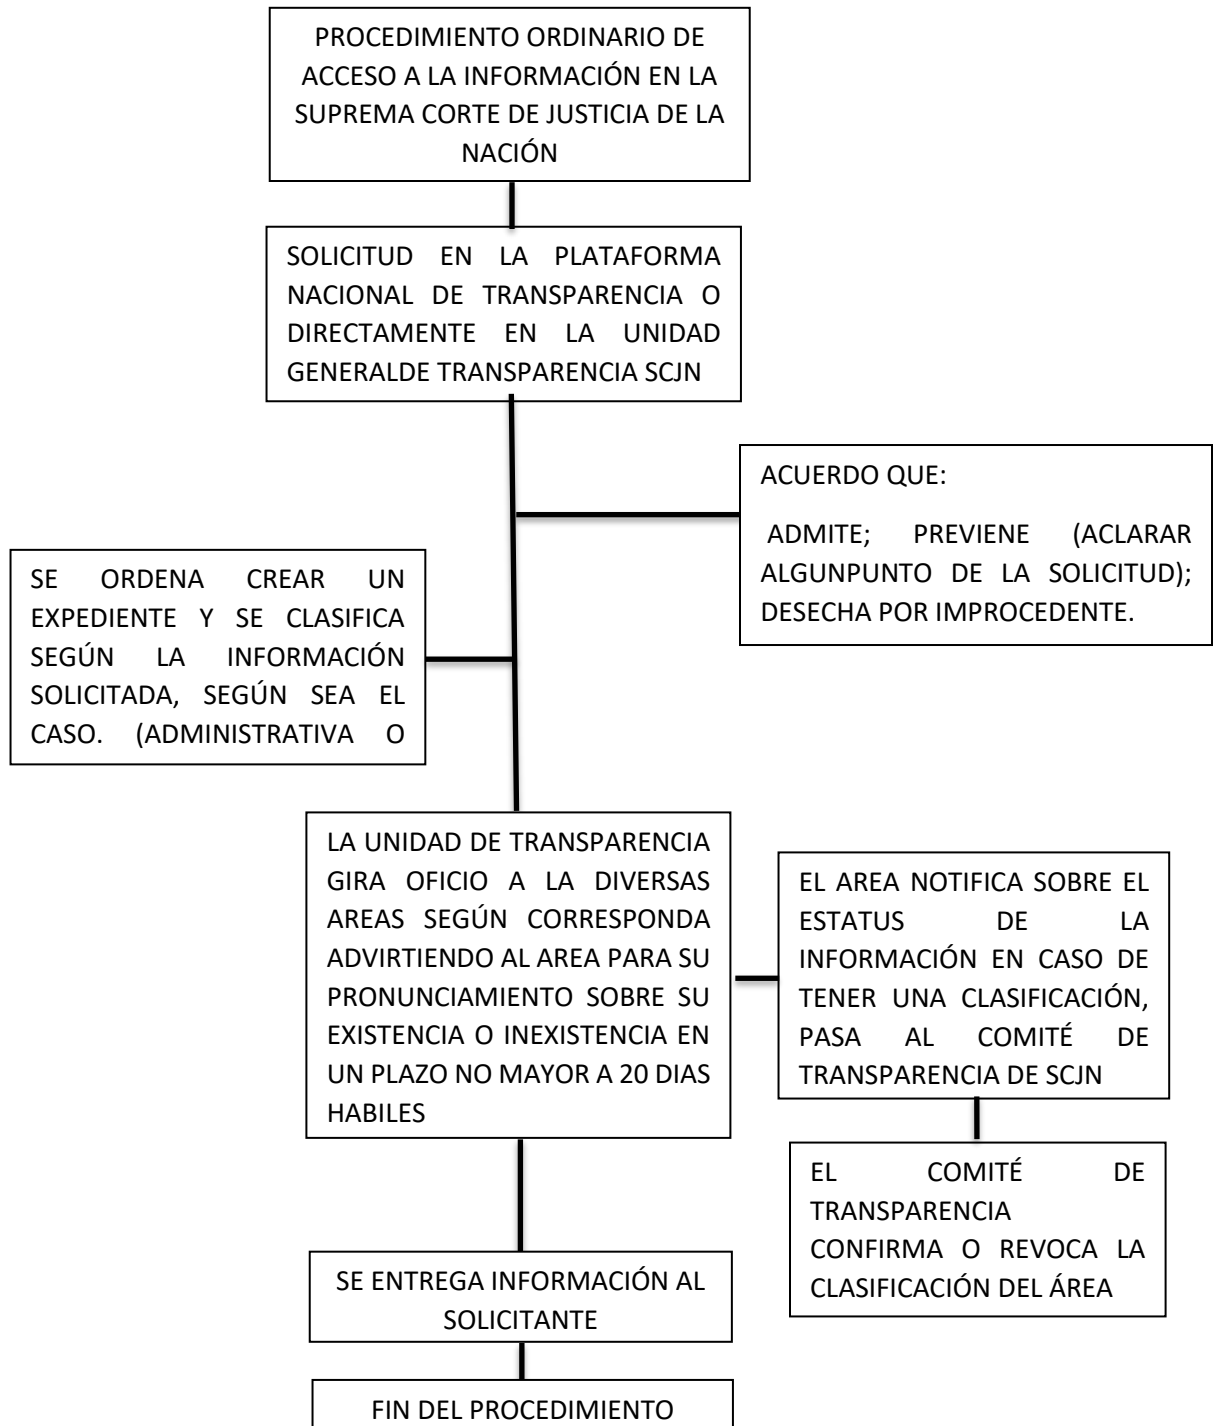 PROCEDIMIENTO ORDINARIO DE
ACCESO A LA INFORMACIÓN EN LA
SUPREMA CORTE DE JUSTICIA DE LA
NACIÓN
SOLICITUD EN LA PLATAFORMA
NACIONAL DE TRANSPARENCIA O
DIRECTAMENTE EN LA UNIDAD
GENERALDE TRANSPARENCIA SCJN
ACUERDO QUE:
ADMITE; PREVIENE (ACLARAR
ALGUNPUNTO DE LA SOLICITUD);
DESECHA POR IMPROCEDENTE.
SE ORDENA CREAR UN
EXPEDIENTE Y SE CLASIFICA
SEGÚN LA INFORMACIÓN
SOLICITADA, SEGÚN SEA EL
CASO. (ADMINISTRATIVA O
LA UNIDAD DE TRANSPARENCIA
GIRA OFICIO A LA DIVERSAS
AREAS SEGÚN CORRESPONDA
ADVIRTIENDO AL AREA PARA SU
PRONUNCIAMIENTO SOBRE SU
EXISTENCIA O INEXISTENCIA EN
UN PLAZO NO MAYOR A 20 DIAS
HABILES
EL AREA NOTIFICA SOBRE EL
ESTATUS DE LA
INFORMACIÓN EN CASO DE
TENER UNA CLASIFICACIÓN,
PASA AL COMITÉ DE
TRANSPARENCIA DE SCJN
EL COMITÉ DE
TRANSPARENCIA
CONFIRMA O REVOCA LA
CLASIFICACIÓN DEL ÁREA
SE ENTREGA INFORMACIÓN AL
SOLICITANTE
FIN DEL PROCEDIMIENTO